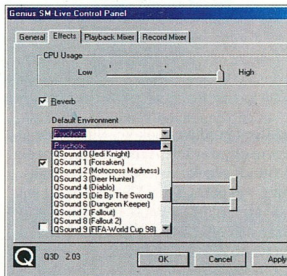 Genius SM-Live Control Panel
General Effects Playback Mixer Record Mixer
CPU Usage
Low High
Reverb
Default Environment
Psychotic
Psychotic
QSound 0 (Jedi Knight)
QSound 1 (Forsaken)
QSound 2 (Motocross Madness)
QSound 3 (Deer Hunter)
QSound 4 (Diablo)
QSound 5 (Die By The Sword)
QSound 6 (Dungeon Keeper)
QSound 7 (Fallout)
QSound 8 (Fallout 2)
QSound 9 (FIFA-World Cup 98)
Q3D 2.03
OK Cancel Apply